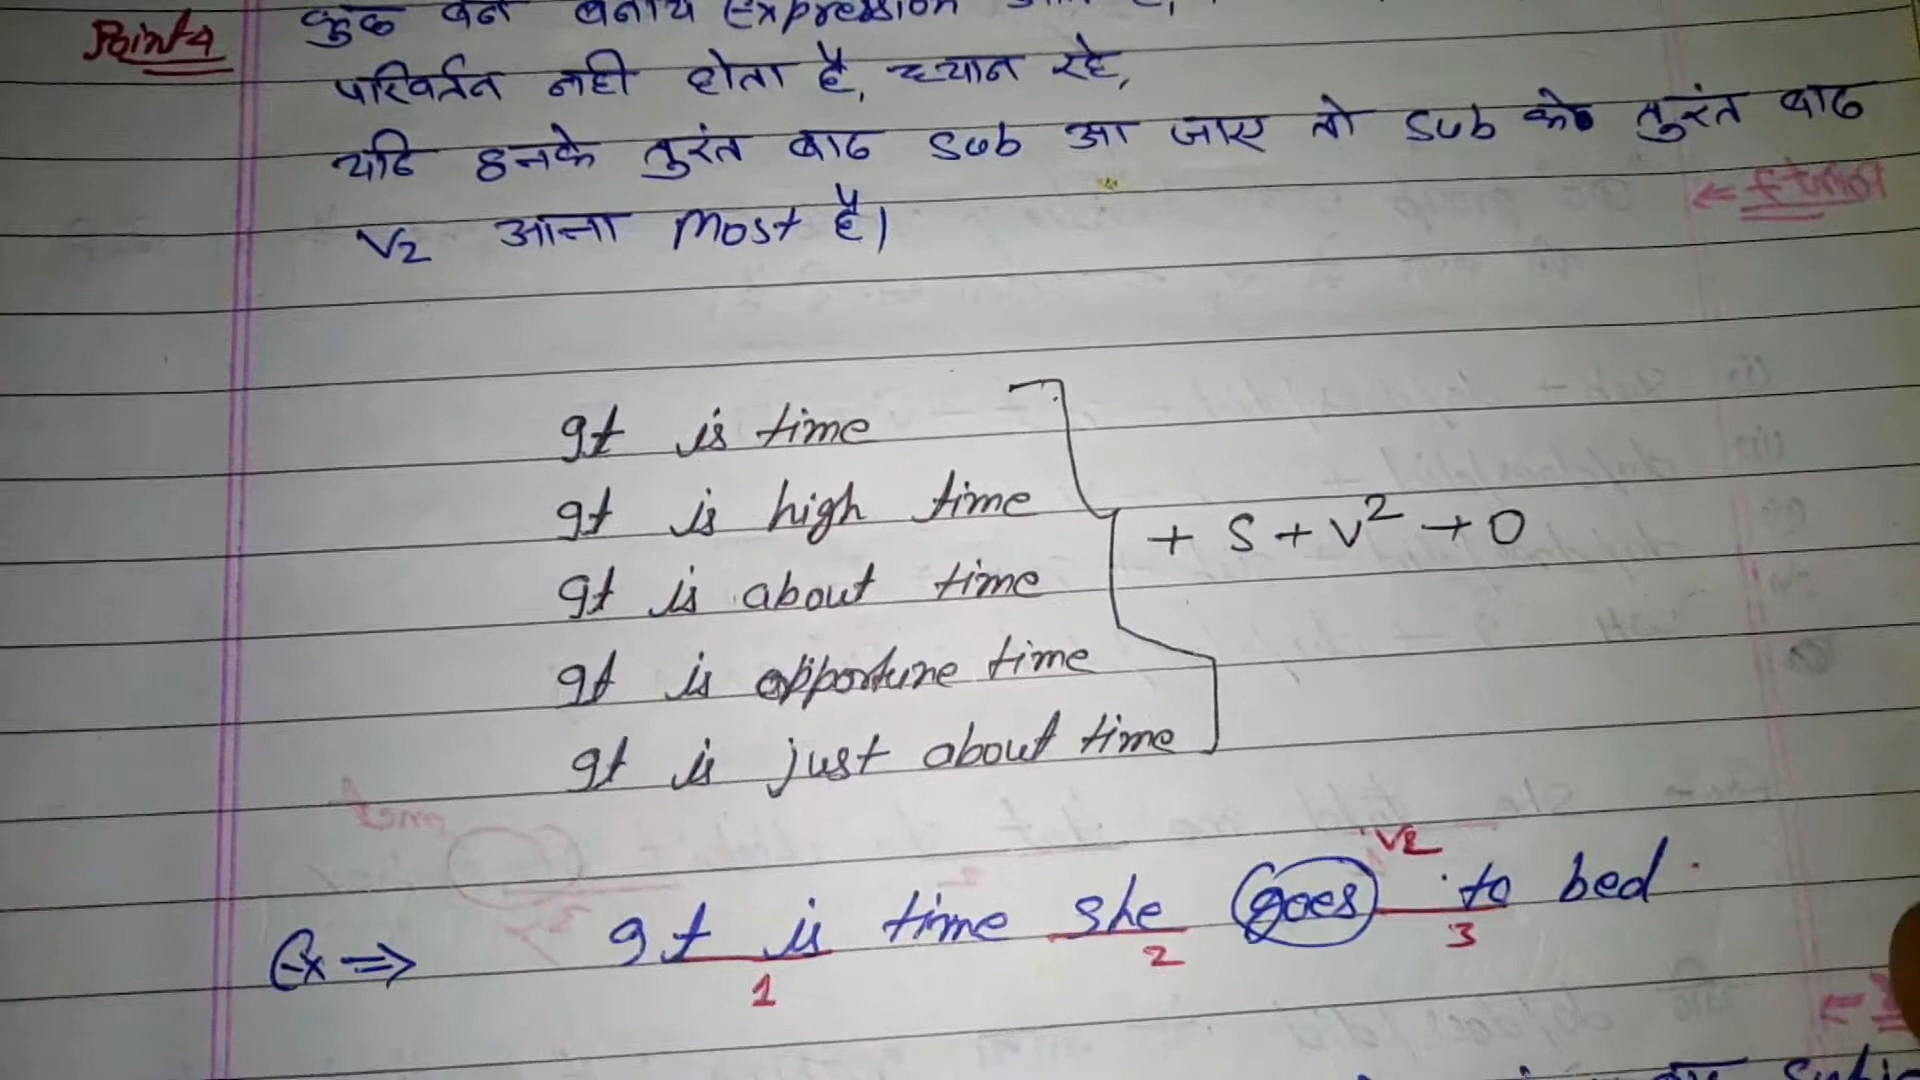 Point 4 कुछ बने बनाये Expression
परिवर्तन नही होता है, ध्यान रहे,
यदि इनके तुरंत बाद Sub आ जाए तो Sub के तुरंत बाद
V2 आना Most है।
It is time
It is high time
It is about time
+ S + V2 + O
It is opportune time
It is just about time
V2
Ex ⇒ It is time she goes to bed.
1 2 3